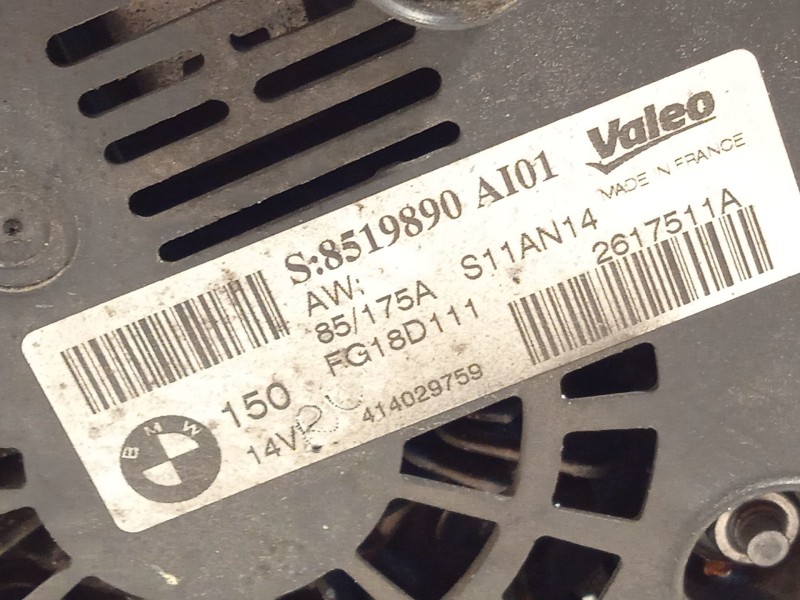 Valeo
MADE IN FRANCE
S:8519890 AI01
AW:
85/175A S11AN14
FG18D111
2617511A
150
14V
414029759
BMW